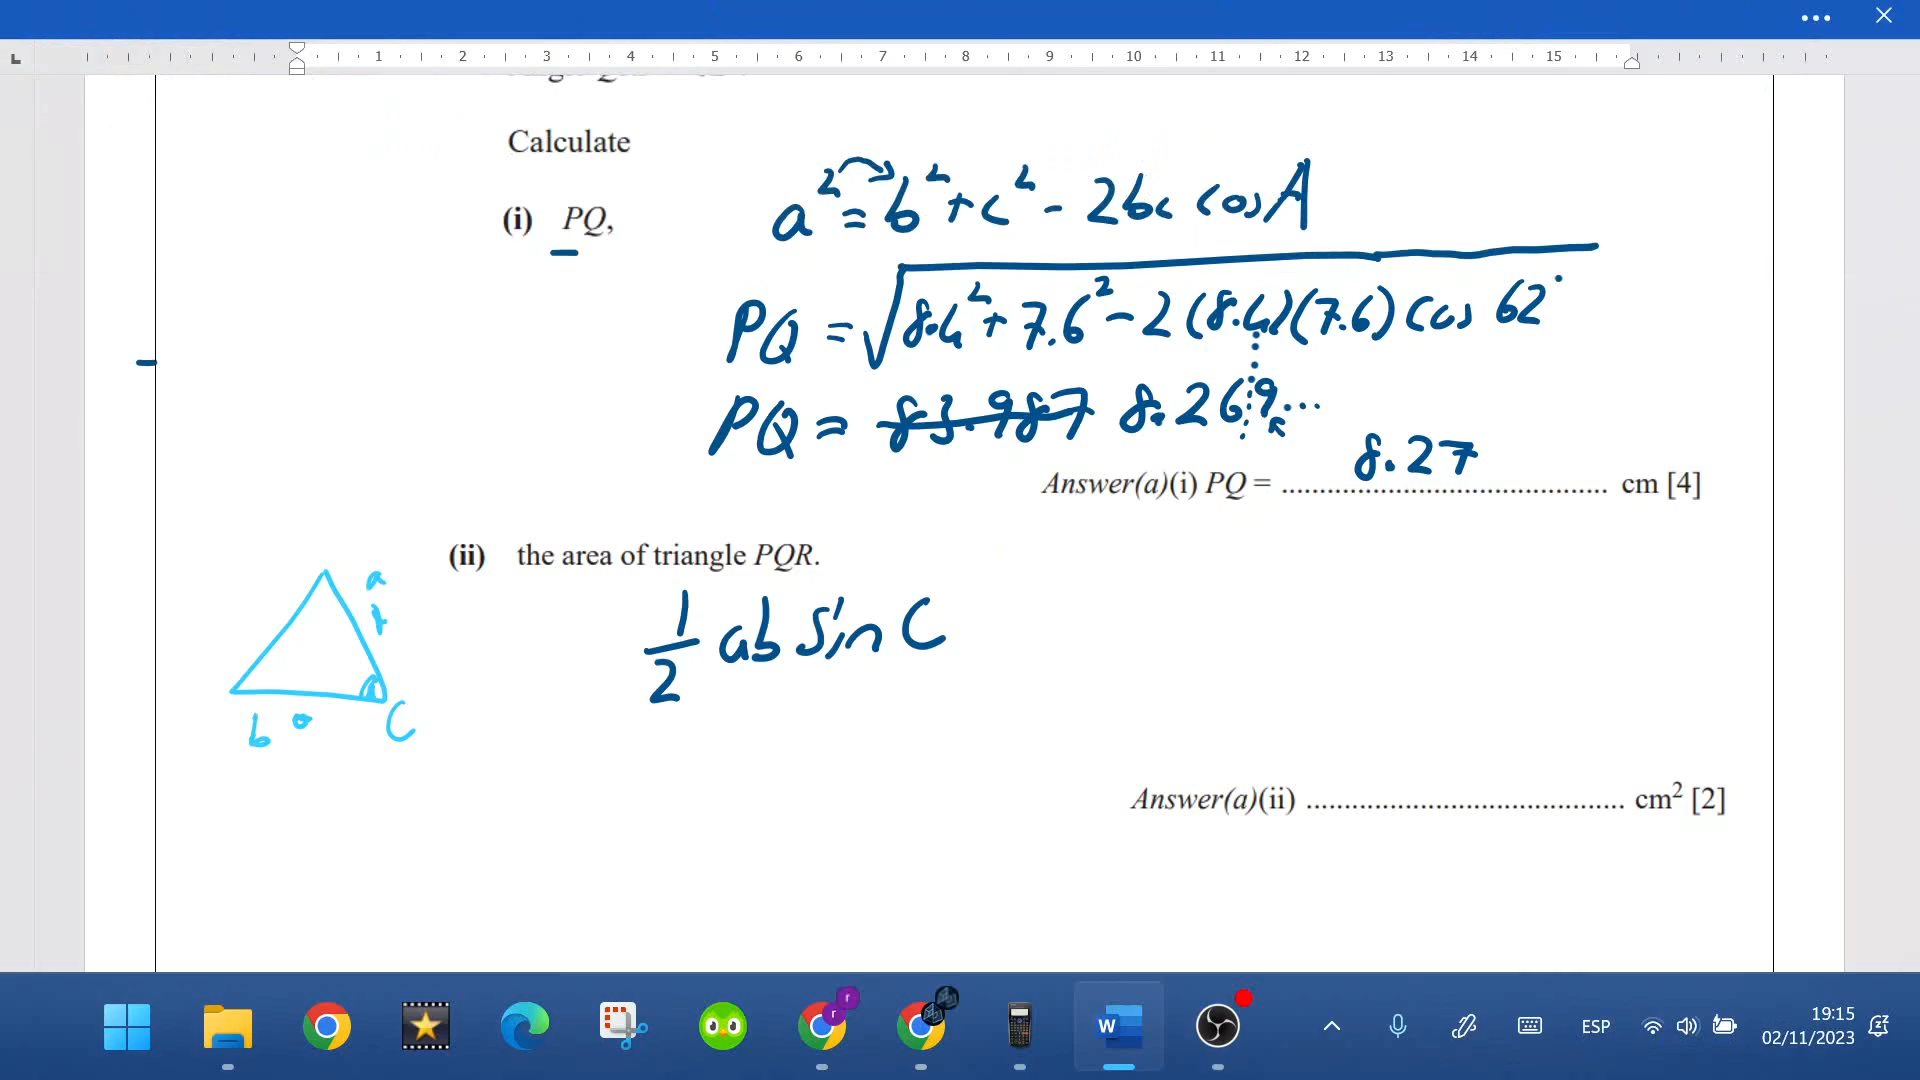 1 2 3 4 5 6 7 8 9 10 11 12 13 14 15
Calculate
(i) PQ,
a² = b² + c² - 2bc cos A
PQ = √8.4² + 7.6² - 2 (8.4)(7.6) cos 62°
PQ = 83.987 8.269...
8.27
Answer(a)(i) PQ = ........................................... cm [4]
(ii) the area of triangle PQR.
1/2 ab sin C
a
b
C
Answer(a)(ii) .......................................... cm² [2]
r
r
W
ESP
19:15
02/11/2023